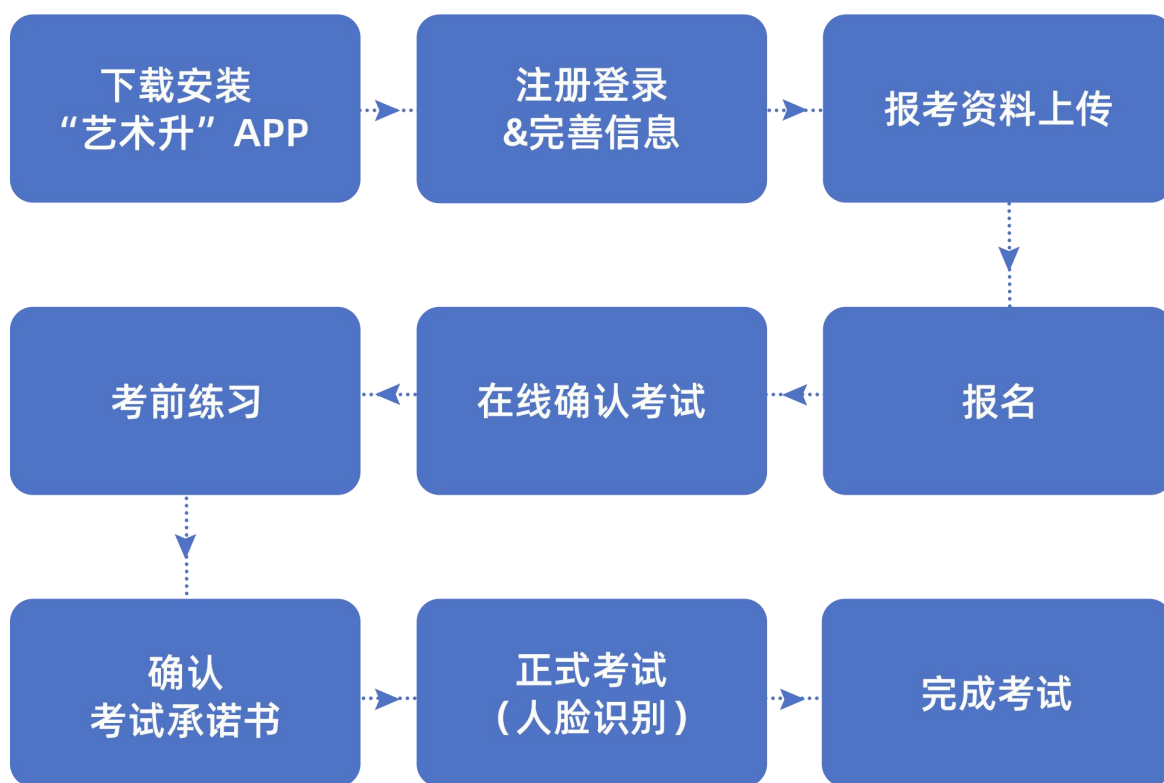 下载安装
“艺术升”APP
注册登录
&完善信息
报考资料上传
报名
在线确认考试
考前练习
确认
考试承诺书
正式考试
(人脸识别)
完成考试